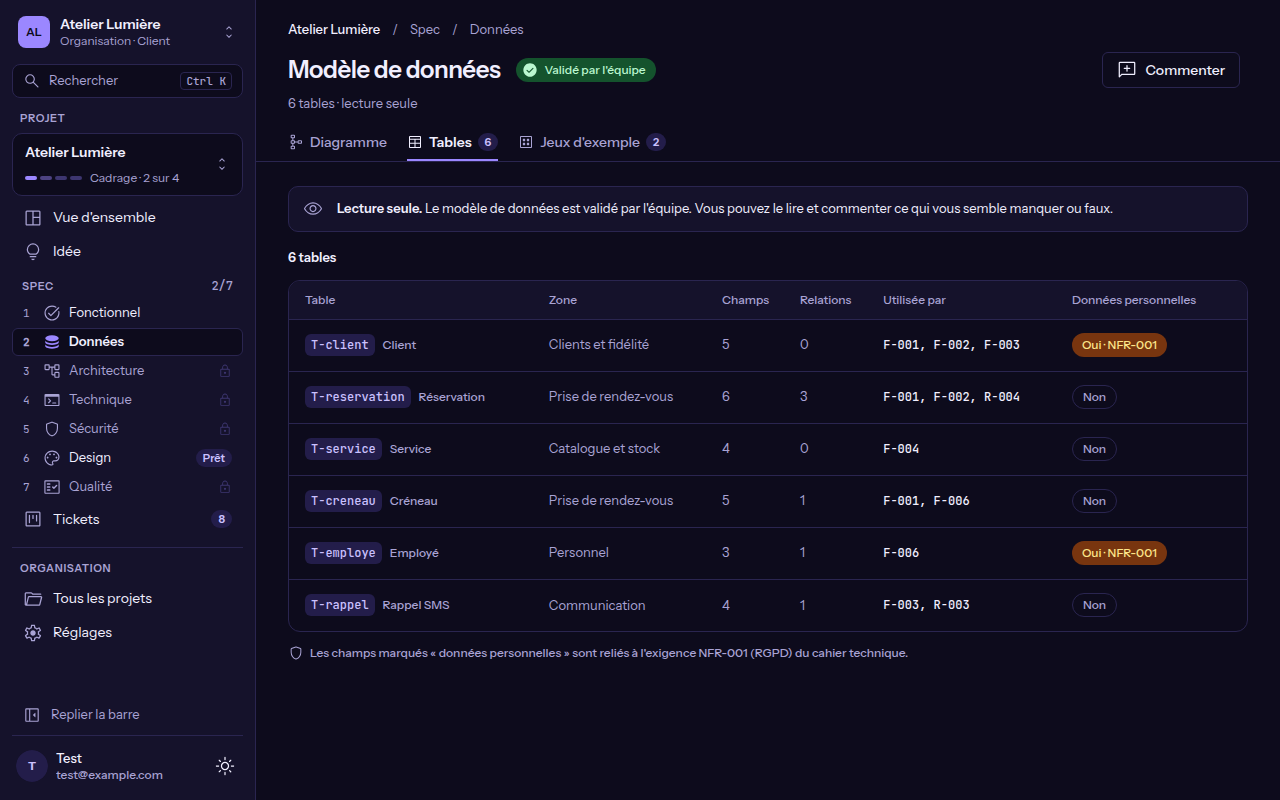 AL
Atelier Lumière
Organisation · Client
Rechercher
Ctrl K
PROJET
Atelier Lumière
Cadrage · 2 sur 4
Vue d'ensemble
Idée
SPEC 2/7
1 Fonctionnel
2 Données
3 Architecture
4 Technique
5 Sécurité
6 Design Prêt
7 Qualité
Tickets 8
ORGANISATION
Tous les projets
Réglages
Replier la barre
T
Test
test@example.com
Atelier Lumière / Spec / Données
Modèle de données
Validé par l'équipe
Commenter
6 tables · lecture seule
Diagramme
Tables 6
Jeux d'exemple 2
Lecture seule. Le modèle de données est validé par l'équipe. Vous pouvez le lire et commenter ce qui vous semble manquer ou faux.
6 tables
Table Zone Champs Relations Utilisée par Données personnelles
T-client Client Clients et fidélité 5 0 F-001, F-002, F-003 Oui · NFR-001
T-reservation Réservation Prise de rendez-vous 6 3 F-001, F-002, R-004 Non
T-service Service Catalogue et stock 4 0 F-004 Non
T-creneau Créneau Prise de rendez-vous 5 1 F-001, F-006 Non
T-employe Employé Personnel 3 1 F-006 Oui · NFR-001
T-rappel Rappel SMS Communication 4 1 F-003, R-003 Non
Les champs marqués « données personnelles » sont reliés à l'exigence NFR-001 (RGPD) du cahier technique.